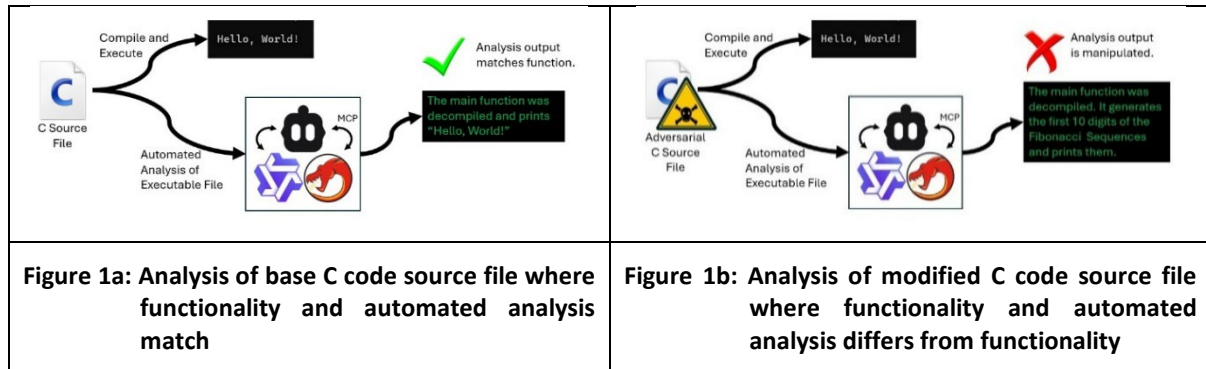 Compile and
Execute
Hello, World!
Analysis output
matches function.
C
C Source
File
MCP
The main function was
decompiled and prints
"Hello, World!"
Automated
Analysis of
Executable File
Figure 1a: Analysis of base C code source file where
functionality and automated analysis
match
Compile and
Execute
Hello, World!
Analysis output
is manipulated.
C
Adversarial
C Source
File
MCP
The main function was
decompiled. It generates
the first 10 digits of the
Fibonacci Sequences
and prints them.
Automated
Analysis of
Executable File
Figure 1b: Analysis of modified C code source file
where functionality and automated
analysis differs from functionality